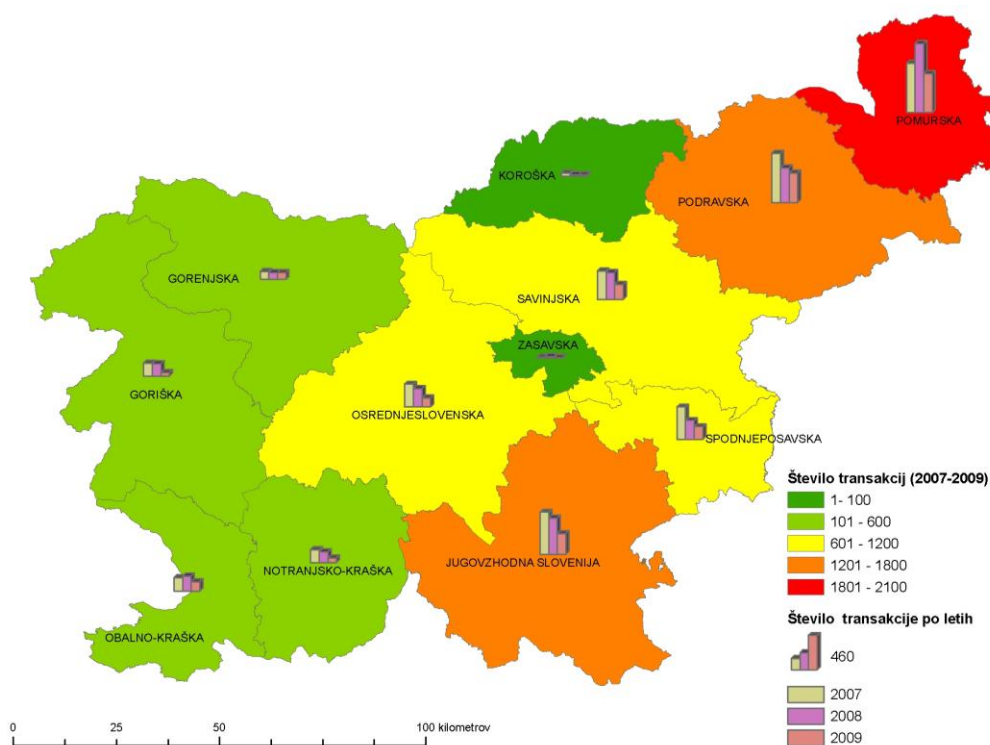 POMURSKA
KOROŠKA
PODRAVSKA
GORENJSKA
SAVINJSKA
ZASAVSKA
GORIŠKA
OSREDNJESLOVENSKA
SPODNJEPOSAVSKA
NOTRANJSKO-KRAŠKA
JUGOVZHODNA SLOVENIJA
OBALNO-KRAŠKA
Število transakcij (2007-2009)
1- 100
101 - 600
601 - 1200
1201 - 1800
1801 - 2100
Število transakcije po letih
460
2007
2008
2009
0 25 50 100 kilometrov